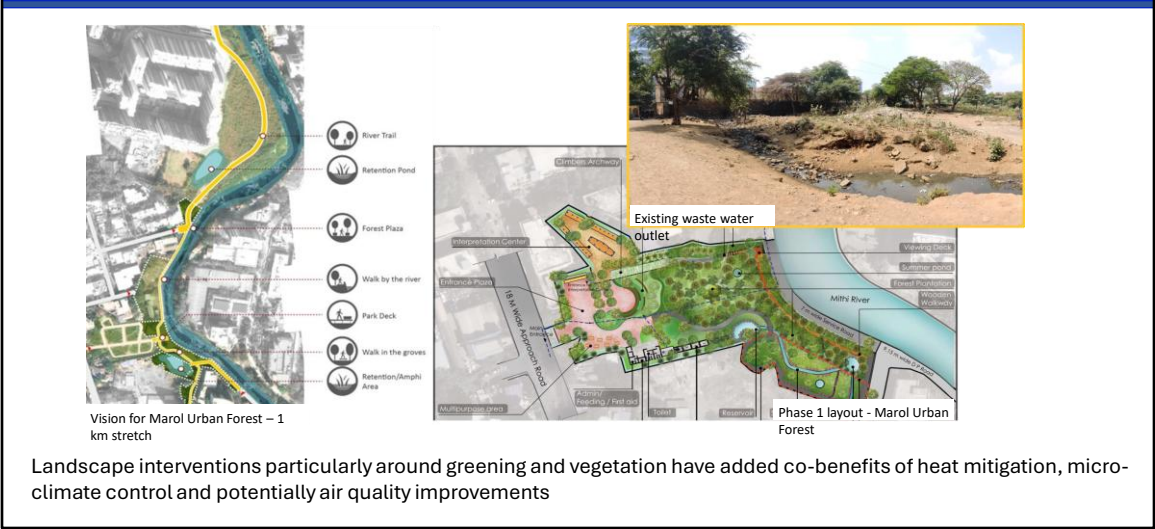 River Trail
Retention Pond
Forest Plaza
Walk by the river
Park Deck
Walk in the groves
Retention/Amphi
Area
Vision for Marol Urban Forest – 1
km stretch
Existing waste water
outlet
Climbers Archway
Interpretation Center
Entrance Plaza
18 M Wide Approach Road
Main
Entrance
Multipurpose area
Admin/
Feeding / First aid
Toilet
Reservoir
Viewing Deck
Summer pond
Forest Plantation
Wooden
Walkway
Mithi River
Phase 1 layout - Marol Urban
Forest
Landscape interventions particularly around greening and vegetation have added co-benefits of heat mitigation, micro-
climate control and potentially air quality improvements